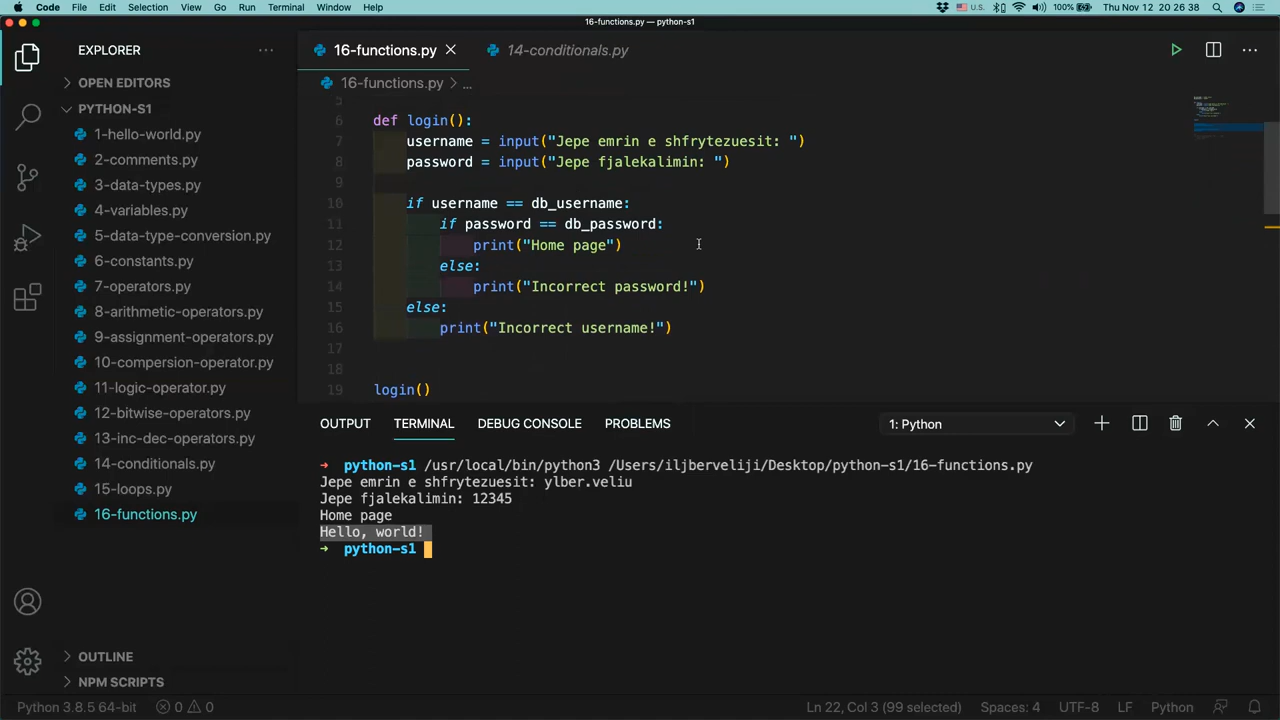 Code File Edit Selection View Go Run Terminal Window Help U.S. 100% Thu Nov 12 20 26 38
16-functions.py — python-s1
EXPLORER
16-functions.py
14-conditionals.py
16-functions.py > ...
OPEN EDITORS
PYTHON-S1
1-hello-world.py
2-comments.py
3-data-types.py
4-variables.py
5-data-type-conversion.py
6-constants.py
7-operators.py
8-arithmetic-operators.py
9-assignment-operators.py
10-compersion-operator.py
11-logic-operator.py
12-bitwise-operators.py
13-inc-dec-operators.py
14-conditionals.py
15-loops.py
16-functions.py
OUTLINE
NPM SCRIPTS
5
6 def login():
7 username = input("Jepe emrin e shfrytezuesit: ")
8 password = input("Jepe fjalekalimin: ")
9
10 if username == db_username:
11 if password == db_password:
12 print("Home page")
13 else:
14 print("Incorrect password!")
15 else:
16 print("Incorrect username!")
17
18
19 login()
OUTPUT TERMINAL DEBUG CONSOLE PROBLEMS 1: Python
→ python-s1 /usr/local/bin/python3 /Users/iljberveliji/Desktop/python-s1/16-functions.py
Jepe emrin e shfrytezuesit: ylber.veliu
Jepe fjalekalimin: 12345
Home page
Hello, world!
→ python-s1
Python 3.8.5 64-bit 0 0 Ln 22, Col 3 (99 selected) Spaces: 4 UTF-8 LF Python